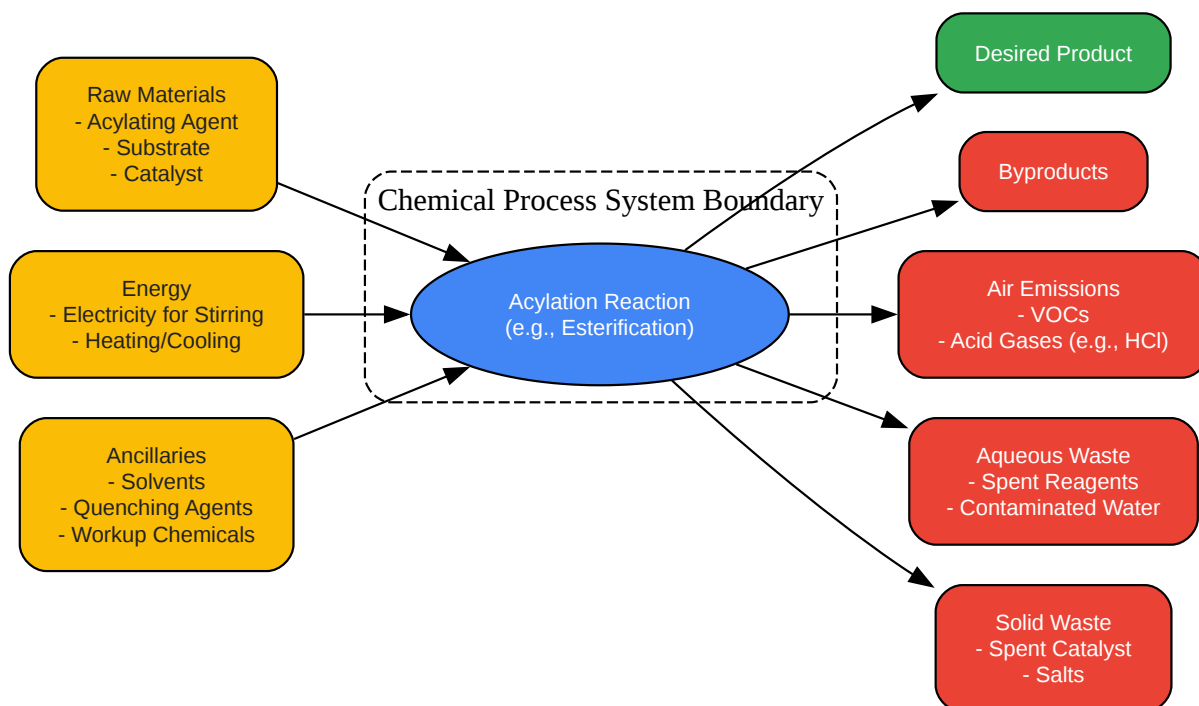 Raw Materials
- Acylating Agent
- Substrate
- Catalyst
Energy
- Electricity for Stirring
- Heating/Cooling
Ancillaries
- Solvents
- Quenching Agents
- Workup Chemicals
Chemical Process System Boundary
Acylation Reaction
(e.g., Esterification)
Desired Product
Byproducts
Air Emissions
- VOCs
- Acid Gases (e.g., HCl)
Aqueous Waste
- Spent Reagents
- Contaminated Water
Solid Waste
- Spent Catalyst
- Salts